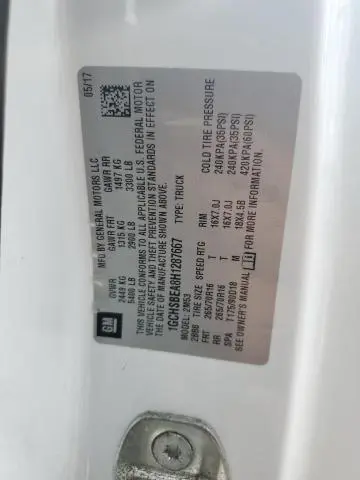 GM
MFD BY GENERAL MOTORS LLC
05/17
GVWR GAWR FRT GAWR RR
2449 KG 1315 KG 1497 KG
5400 LB 2900 LB 3300 LB
THIS VEHICLE CONFORMS TO ALL APPLICABLE U.S. FEDERAL MOTOR
VEHICLE SAFETY AND THEFT PREVENTION STANDARDS IN EFFECT ON
THE DATE OF MANUFACTURE SHOWN ABOVE.
1GCHSBEA8H1287667 TYPE: TRUCK
MODEL: 2M53
2BBB TIRE SIZE SPEED RTG RIM COLD TIRE PRESSURE
FRT 265/70R16 T 16X7.0J 240KPA(35PSI)
RR 265/70R16 T 16X7.0J 240KPA(35PSI)
SPA T175/90D18 M 18X4.5B 420KPA(60PSI)
SEE OWNER'S MANUAL FOR MORE INFORMATION.